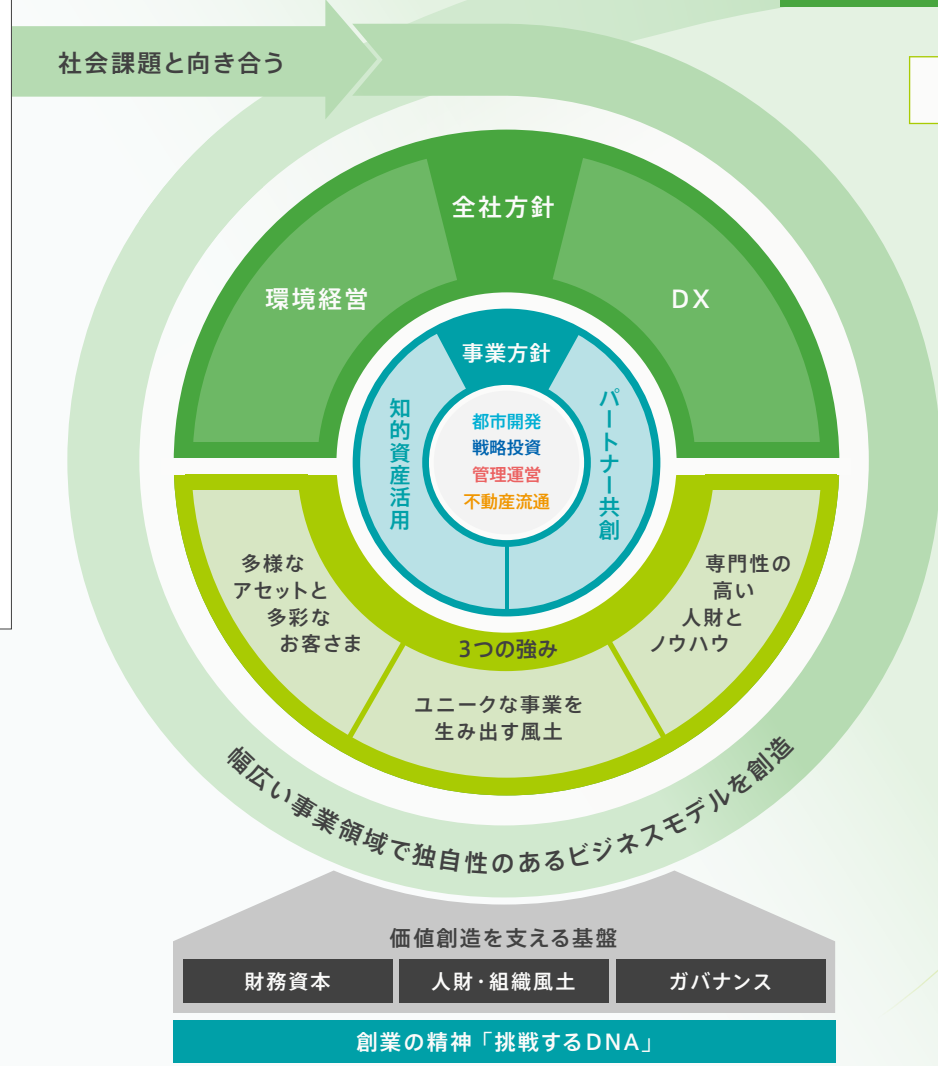 社会課題と向き合う
全社方針
環境経営
DX
事業方針
知的資産活用
パートナー共創
都市開発
戦略投資
管理運営
不動産流通
多様な
アセットと
多彩な
お客さま
3つの強み
ユニークな事業を
生み出す風土
専門性の
高い
人財と
ノウハウ
幅広い事業領域で独自性のあるビジネスモデルを創造
価値創造を支える基盤
財務資本
人財・組織風土
ガバナンス
創業の精神「挑戦するDNA」